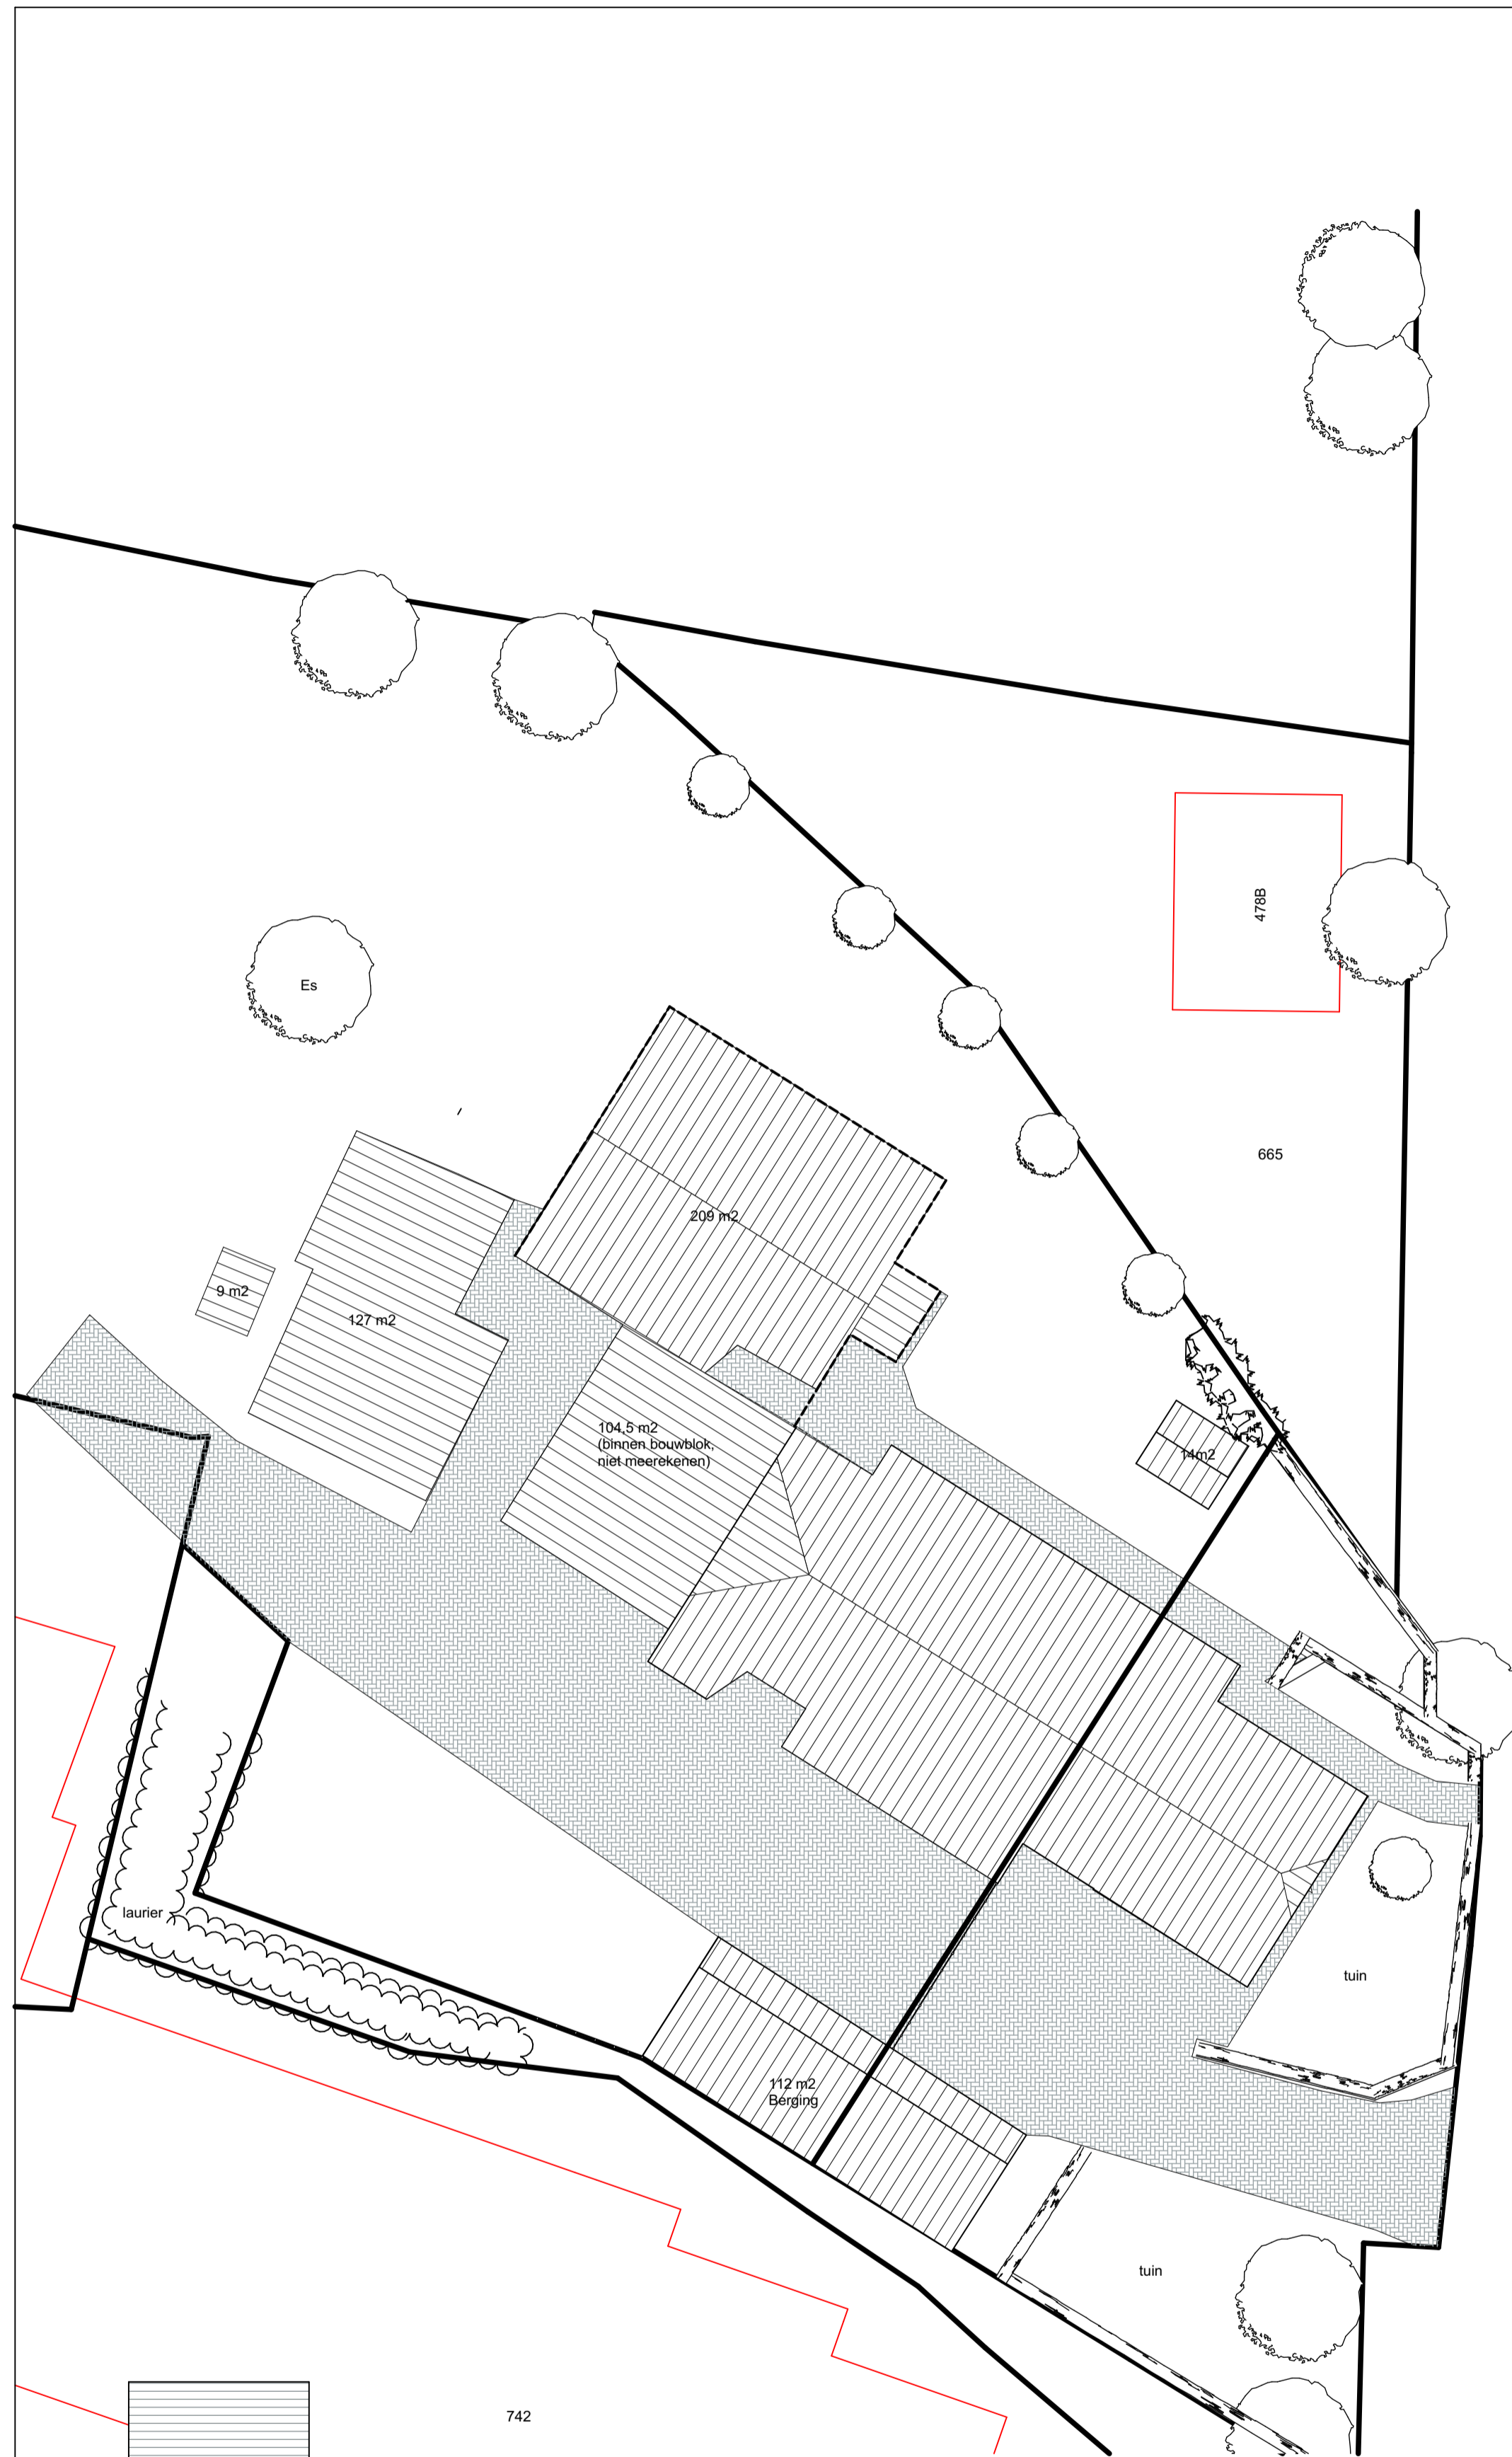 478B
Es
665
209 m2
9 m2
127 m2
104,5 m2
(binnen bouwblok,
niet meerekenen)
14m2
laurier
tuin
112 m2
Berging
tuin
742